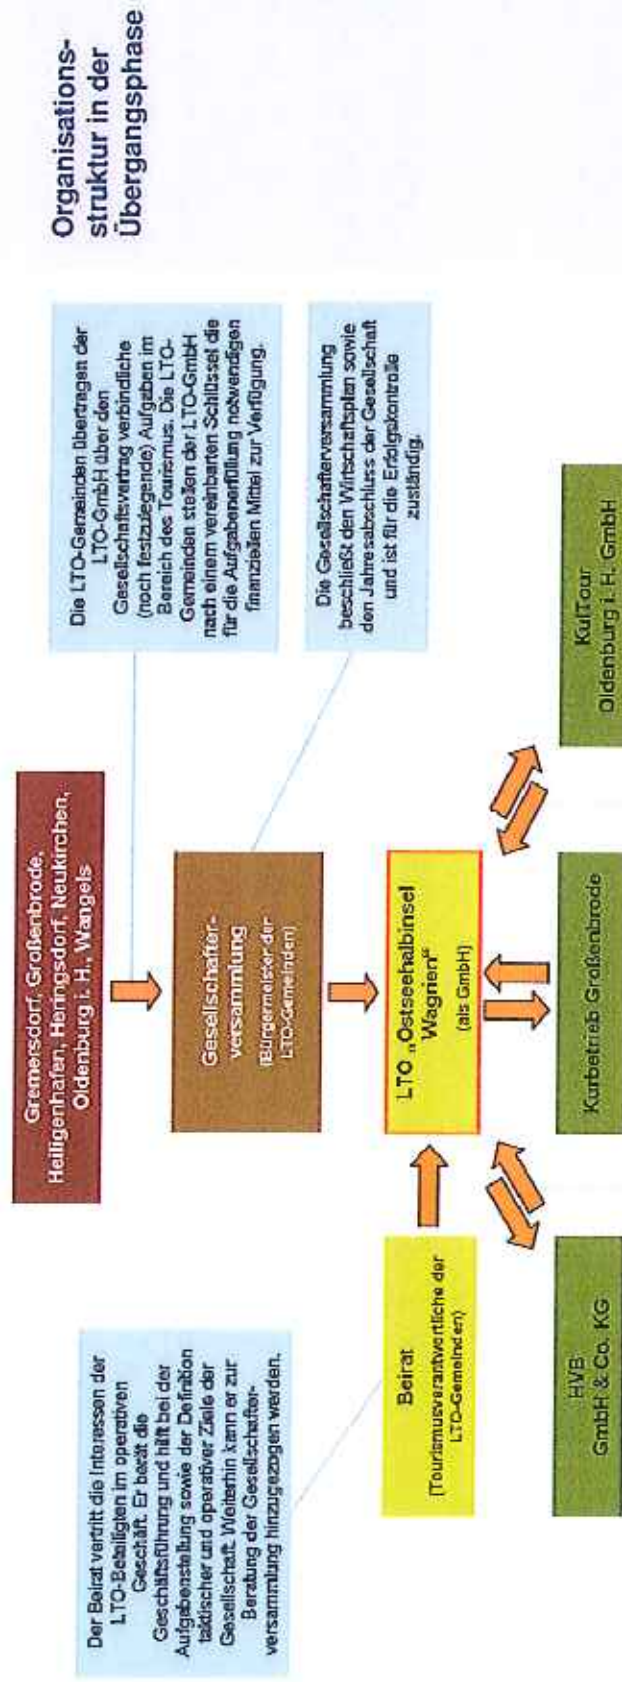 Organisations-
struktur in der
Übergangsphase
Gremersdorf, Großenbrode,
Heiligenhafen, Heringsdorf, Neukirchen,
Oldenburg i. H., Wangels
Die LTO-Gemeinden übertragen der
LTO-GmbH über den
Gesellschaftsvertrag verbindliche
(noch festzulegende) Aufgaben im
Bereich des Tourismus. Die LTO-
Gemeinden stellen der LTO-GmbH
nach einem vereinbarten Schlüssel die
für die Aufgabenerfüllung notwendigen
finanziellen Mittel zur Verfügung.
Gesellschafter-
versammlung
(Bürgermeister der
LTO-Gemeinden)
Die Gesellschafterversammlung
beschließt den Wirtschaftsplan sowie
den Jahresabschluss der Gesellschaft
und ist für die Erfolgskontrolle
zuständig.
Der Beirat vertritt die Interessen der
LTO-Beteiligten im operativen
Geschäft. Er berät die
Geschäftsführung und hilft bei der
Aufgabenstellung sowie der Definition
taktischer und operativer Ziele der
Gesellschaft. Weiterhin kann er zur
Beratung der Gesellschafter-
versammlung hinzugezogen werden.
Beirat
(Tourismusverantwortliche der
LTO-Gemeinden)
LTO „Ostseehalbinsel
Wagrien“
(als GmbH)
HVB
GmbH & Co. KG
Kurbetrieb Großenbrode
KulTour
Oldenburg i. H. GmbH